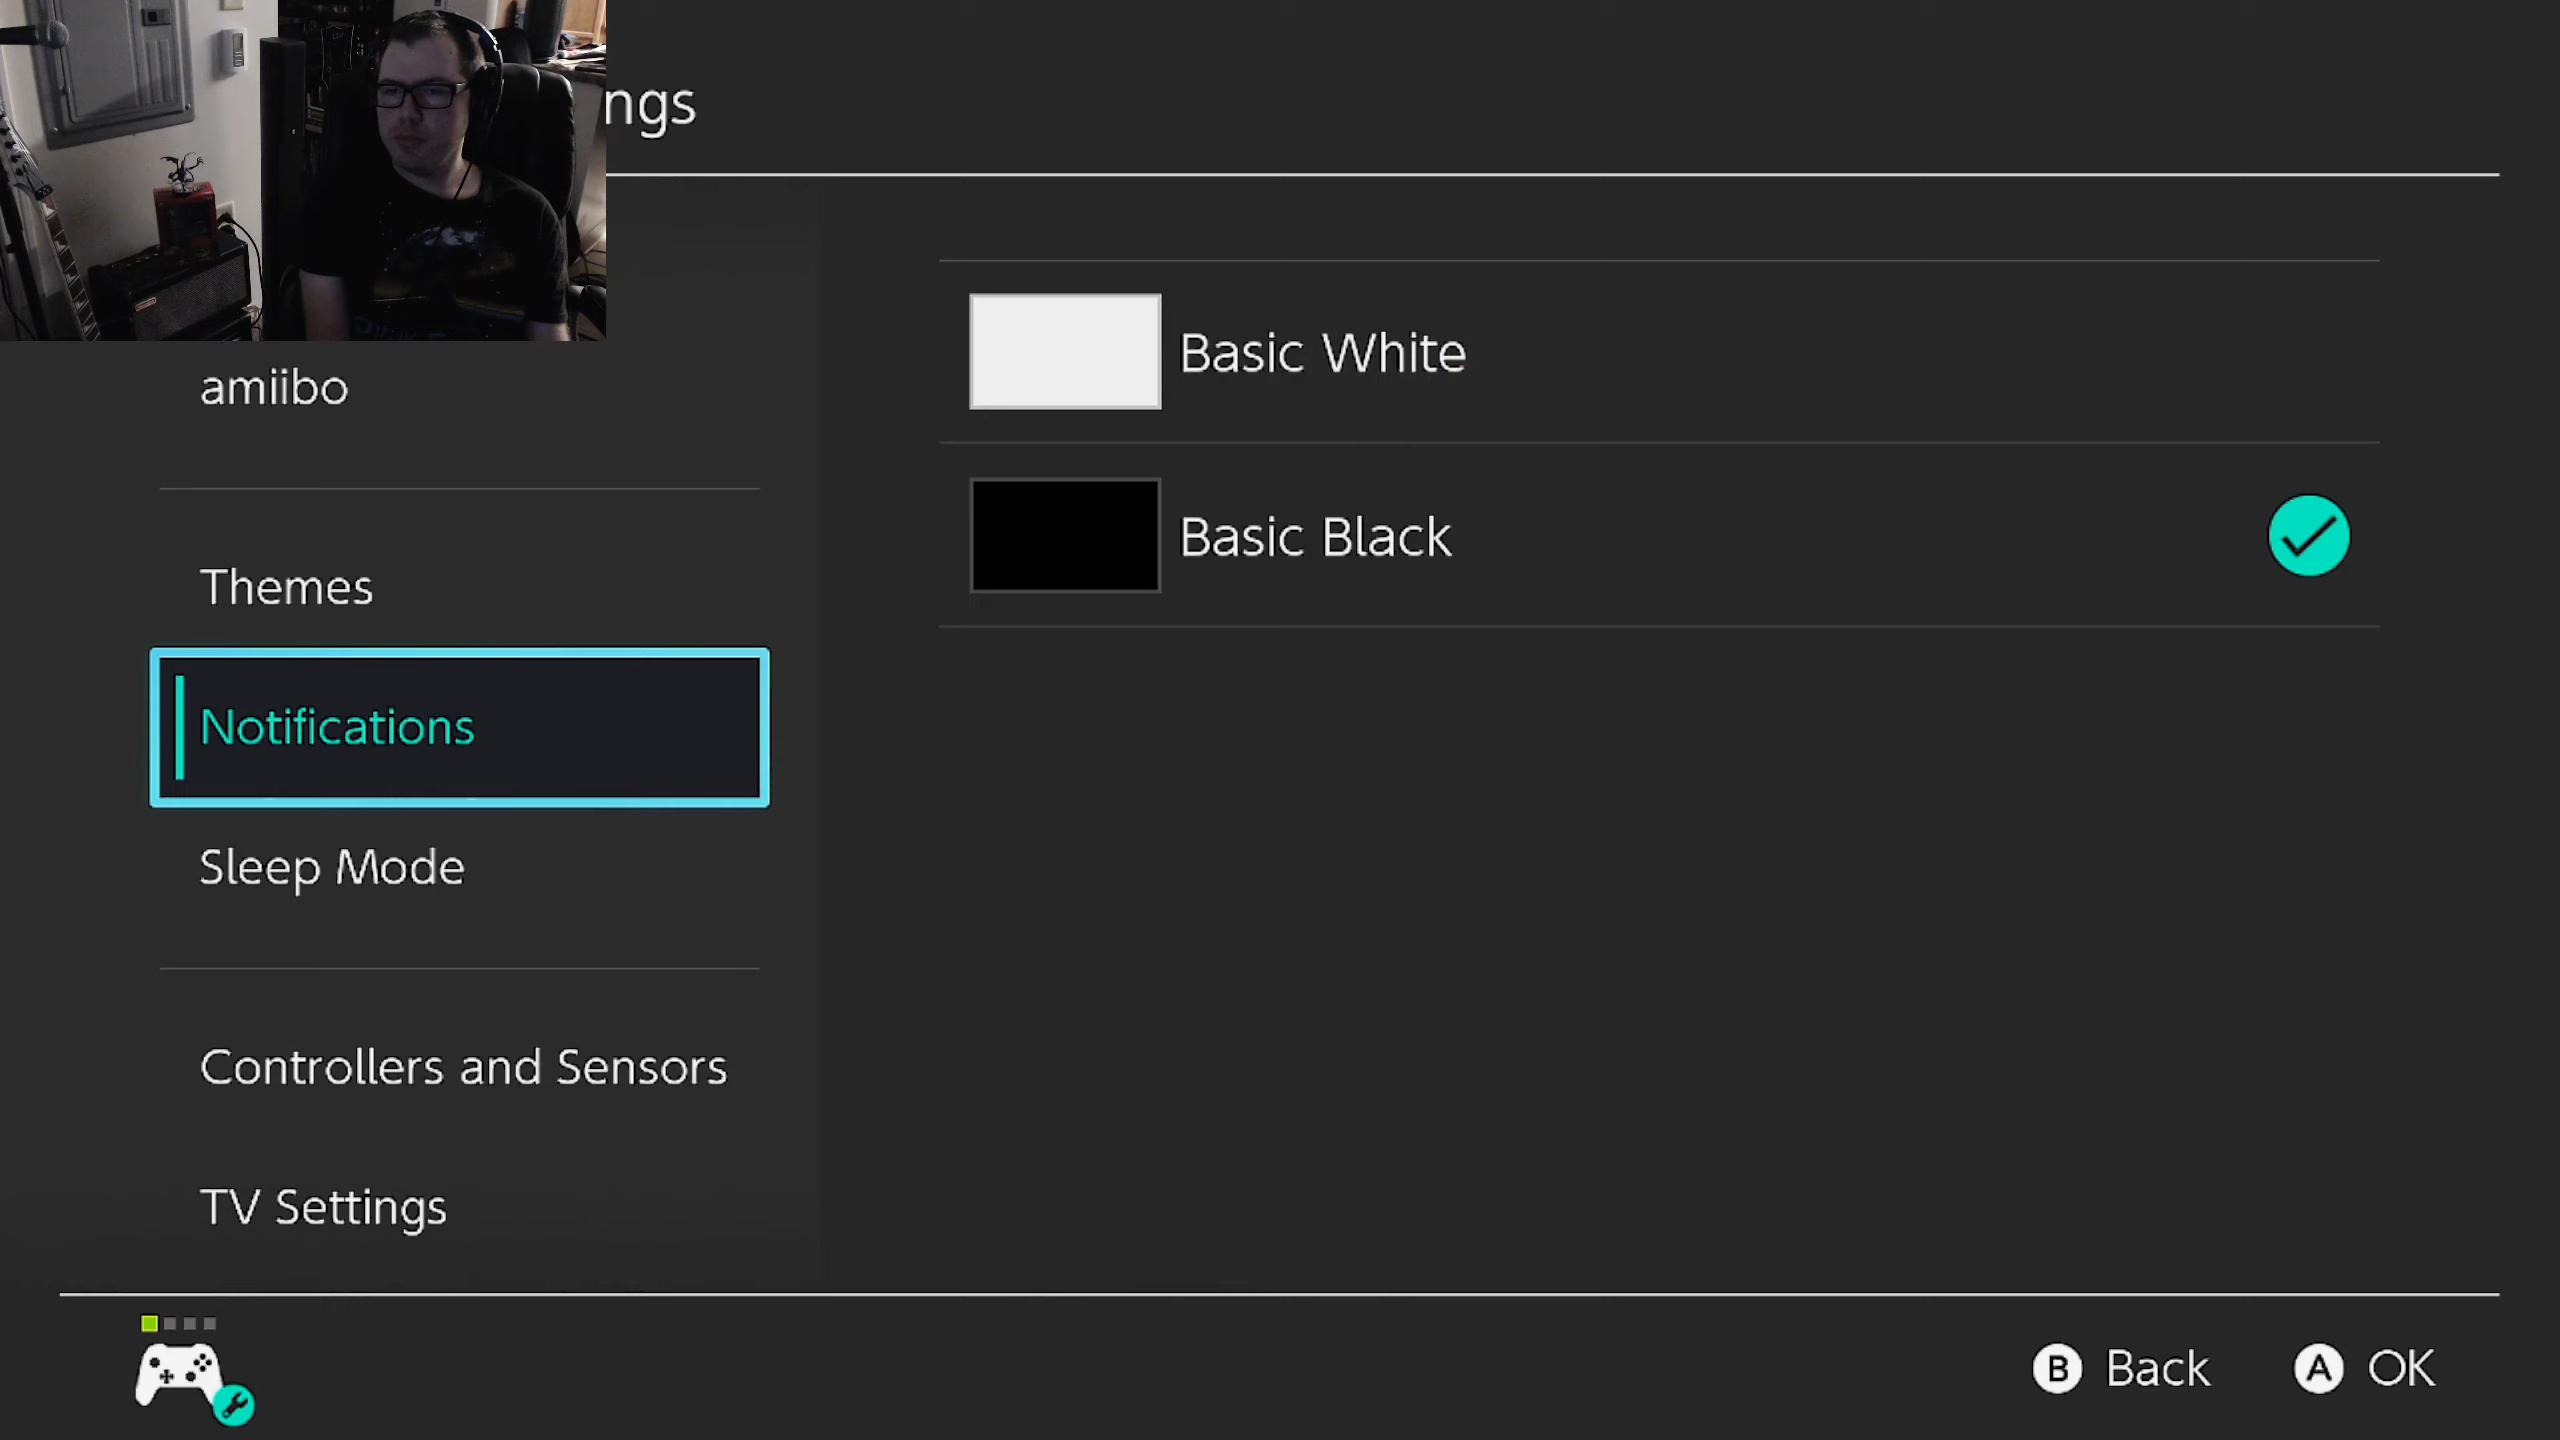 ngs
amiibo
Themes
Notifications
Sleep Mode
Controllers and Sensors
TV Settings
Basic White
Basic Black
B Back
A OK